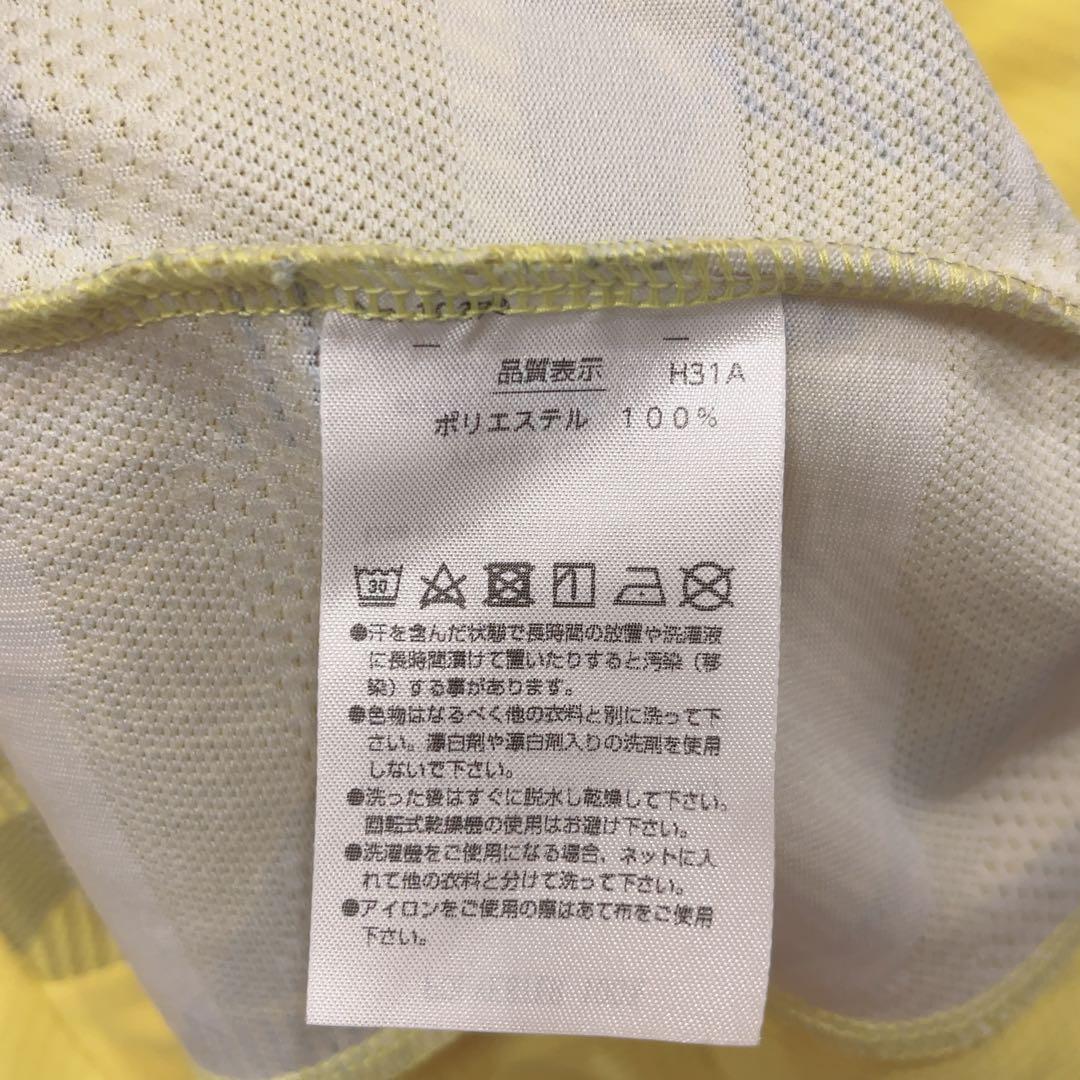 品質表示 H31A
ポリエステル 100%
30
●汗を含んだ状態で長時間の放置や洗濯液
に長時間漬けて置いたりすると汚染(移
染)する事があります。
●色物はなるべく他の衣料と別に洗って下
さい。漂白剤や漂白剤入りの洗剤を使用
しないで下さい。
●洗った後はすぐに脱水し乾燥して下さい。
回転式乾燥機の使用はお避け下さい。
●洗濯機をご使用になる場合、ネットに入
れて他の衣料と分けて洗って下さい。
●アイロンをご使用の際はあて布をご使用
下さい。